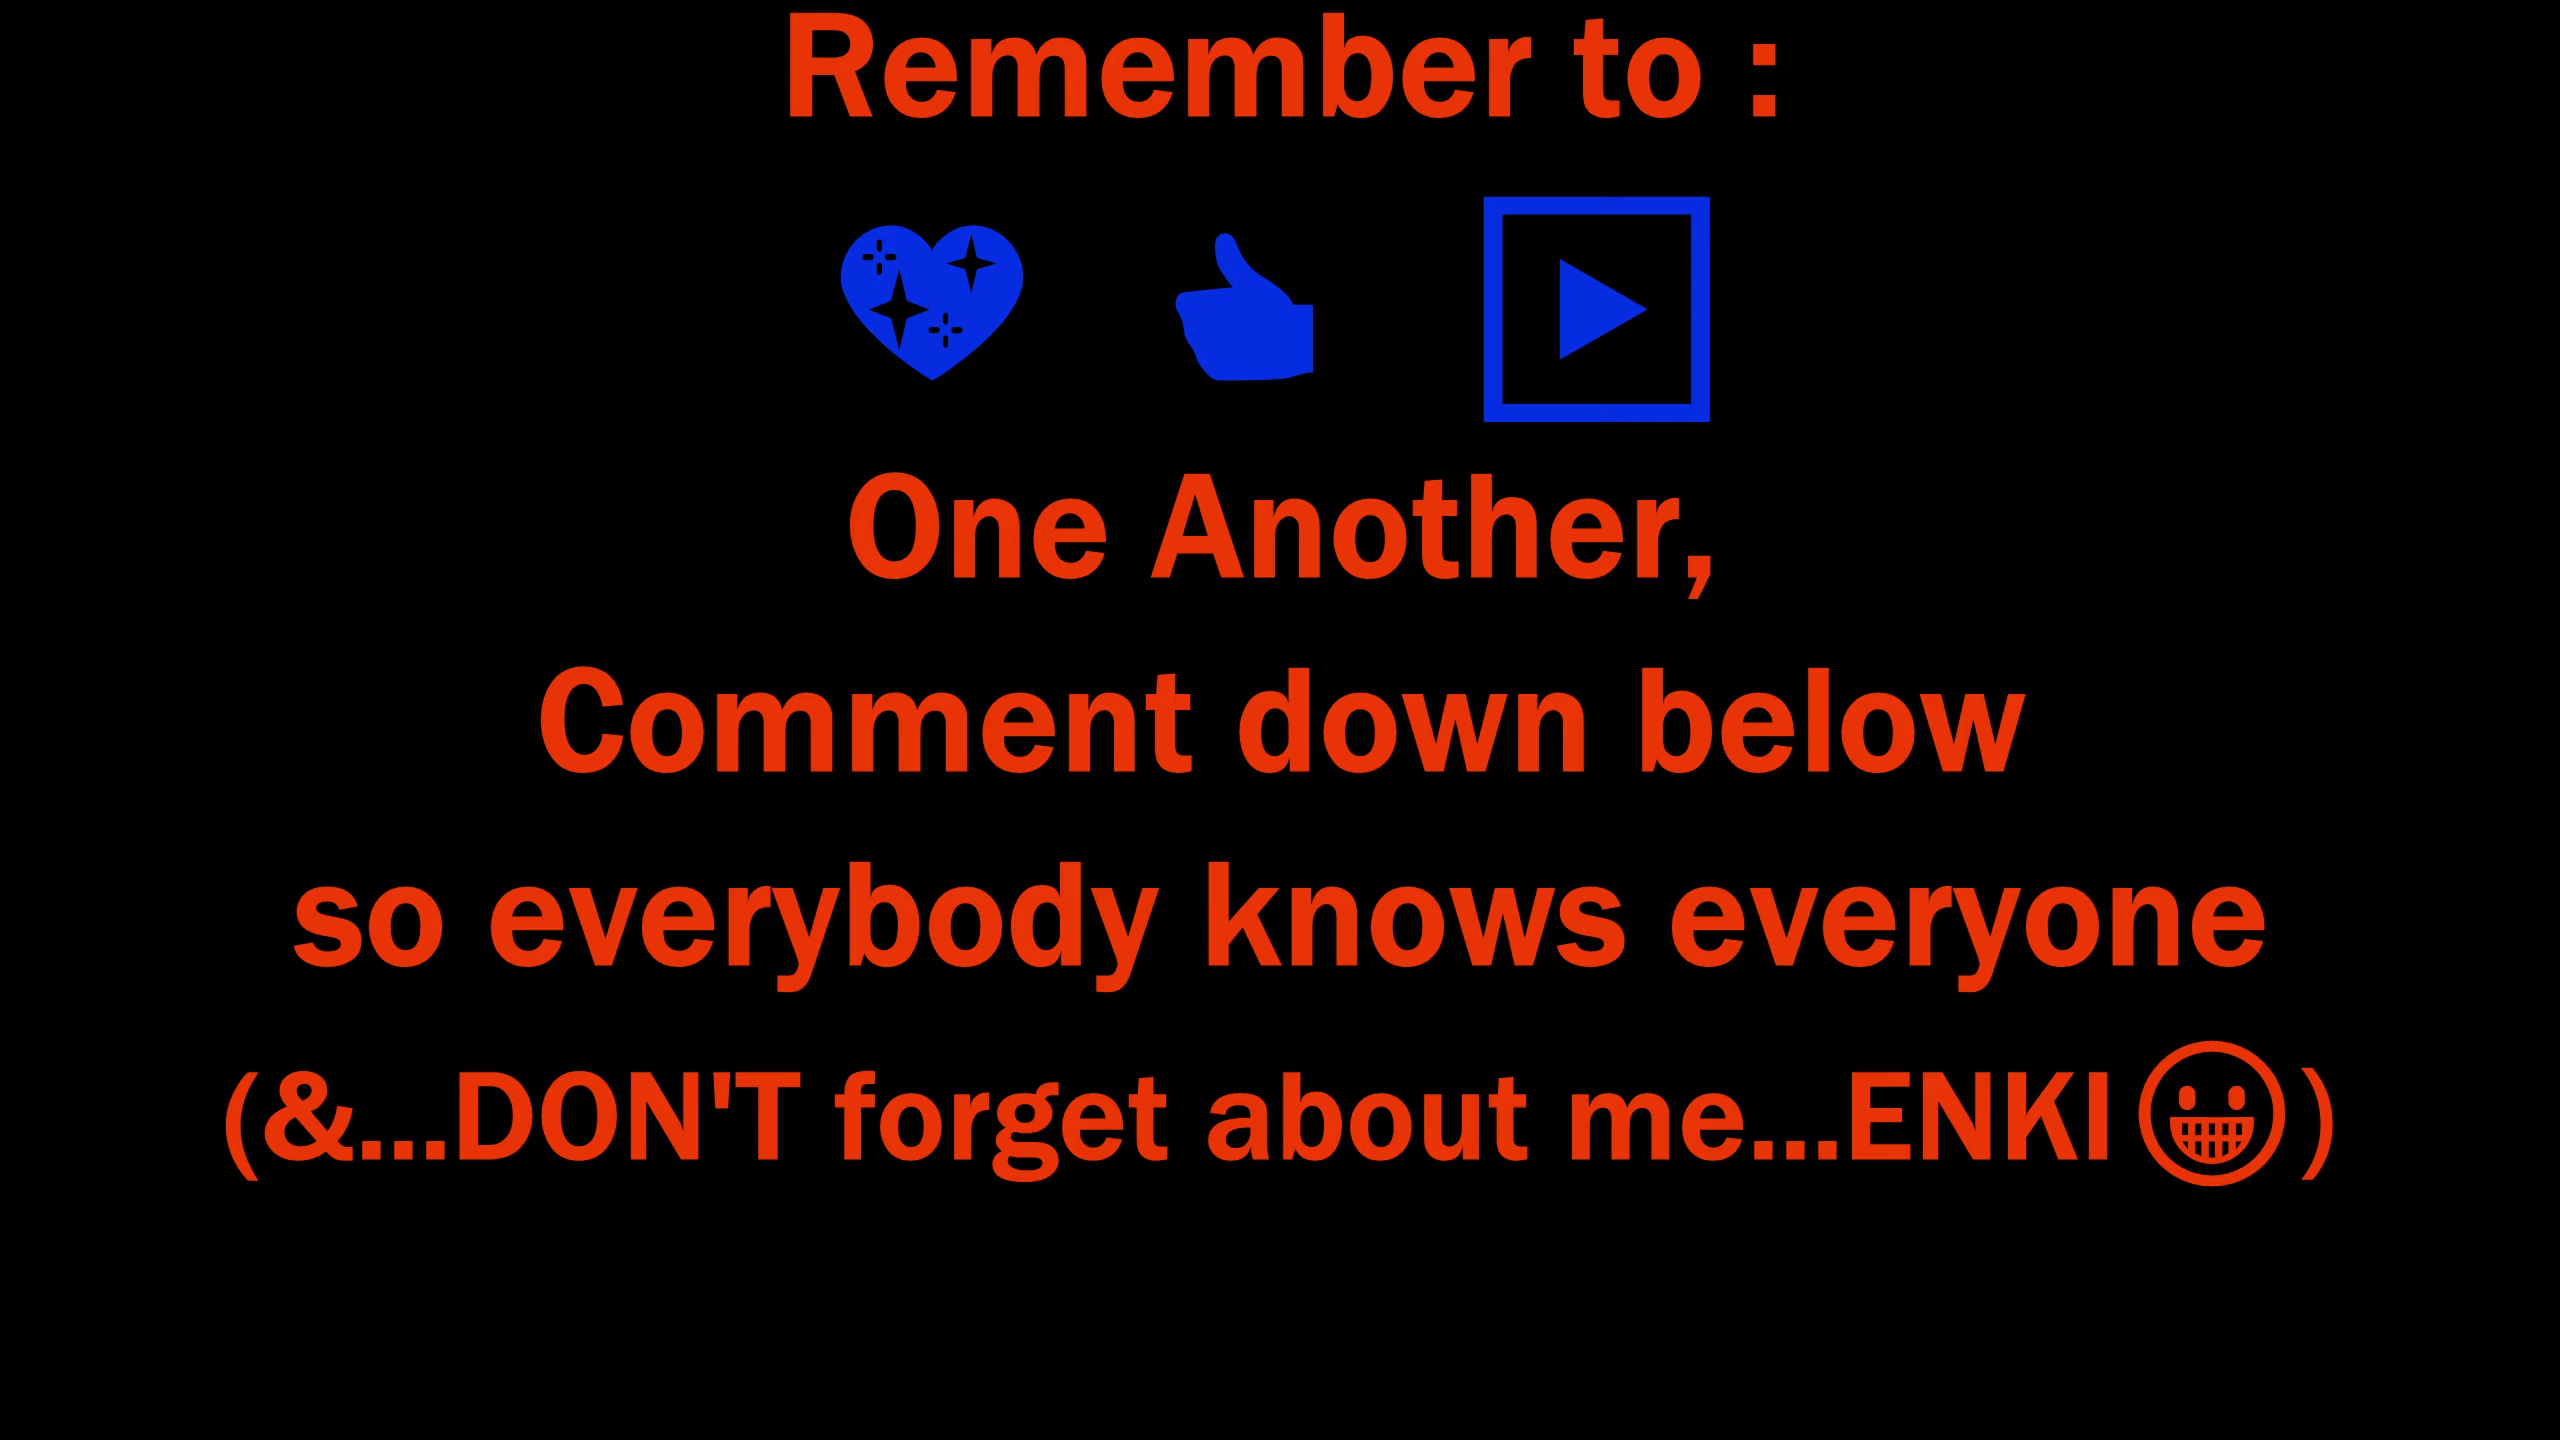 Remember to :
💖 👍 ▶
One Another,
Comment down below
so everybody knows everyone
(&...DON'T forget about me...ENKI😀)